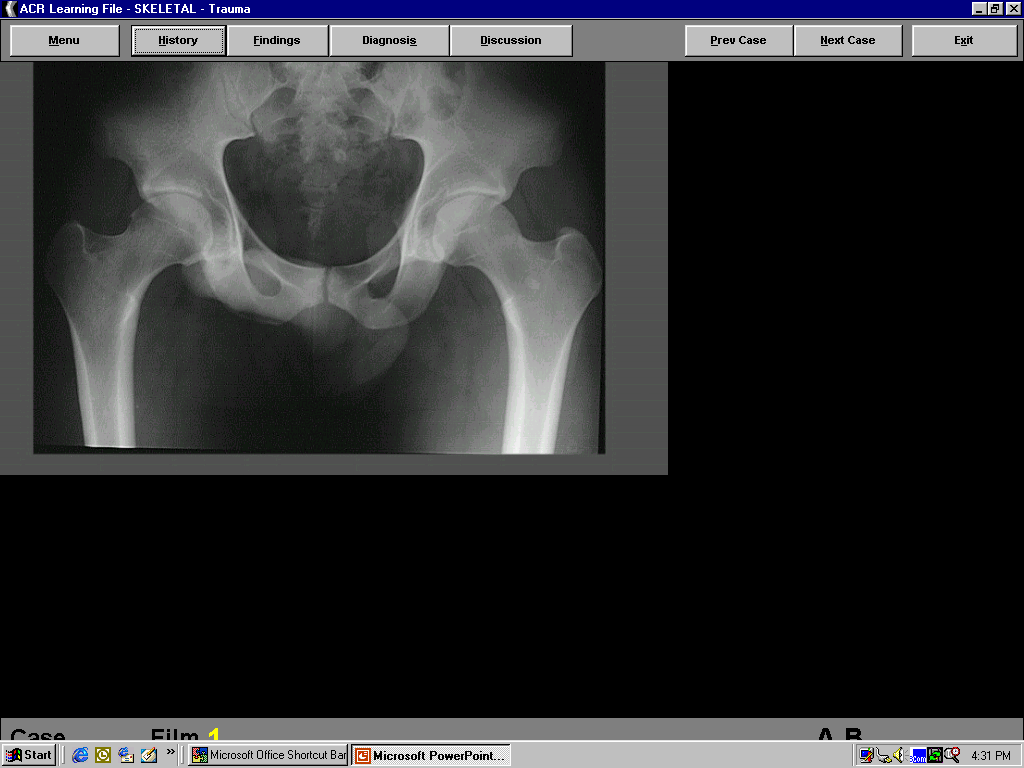 ACR Learning File - SKELETAL - Trauma
Menu History Findings Diagnosis Discussion Prev Case Next Case Exit
Case Film 1 A B
Start » Microsoft Office Shortcut Bar Microsoft PowerPoint... 4:31 PM